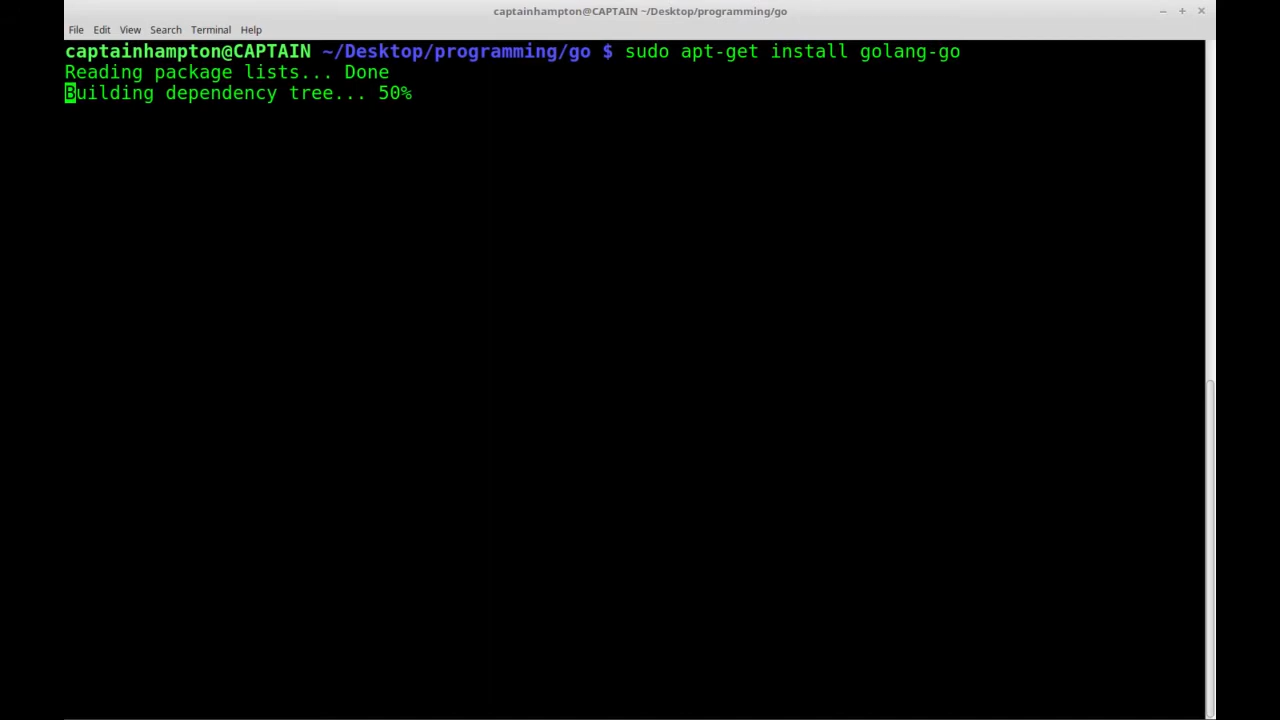 captainhampton@CAPTAIN ~/Desktop/programming/go
File Edit View Search Terminal Help
captainhampton@CAPTAIN ~/Desktop/programming/go $ sudo apt-get install golang-go
Reading package lists... Done
Building dependency tree... 50%